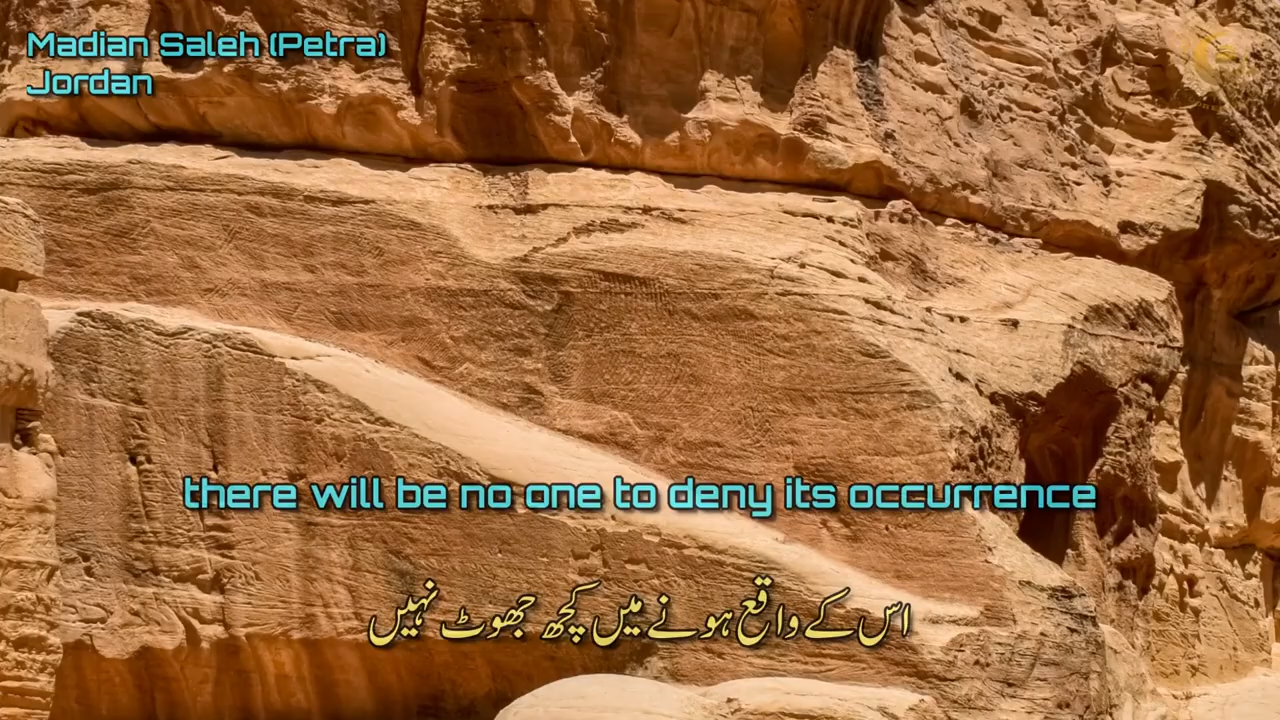 Madian Saleh (Petra)
Jordan
there will be no one to deny its occurrence
اس کے واقع ہونے میں کچھ جھوٹ نہیں